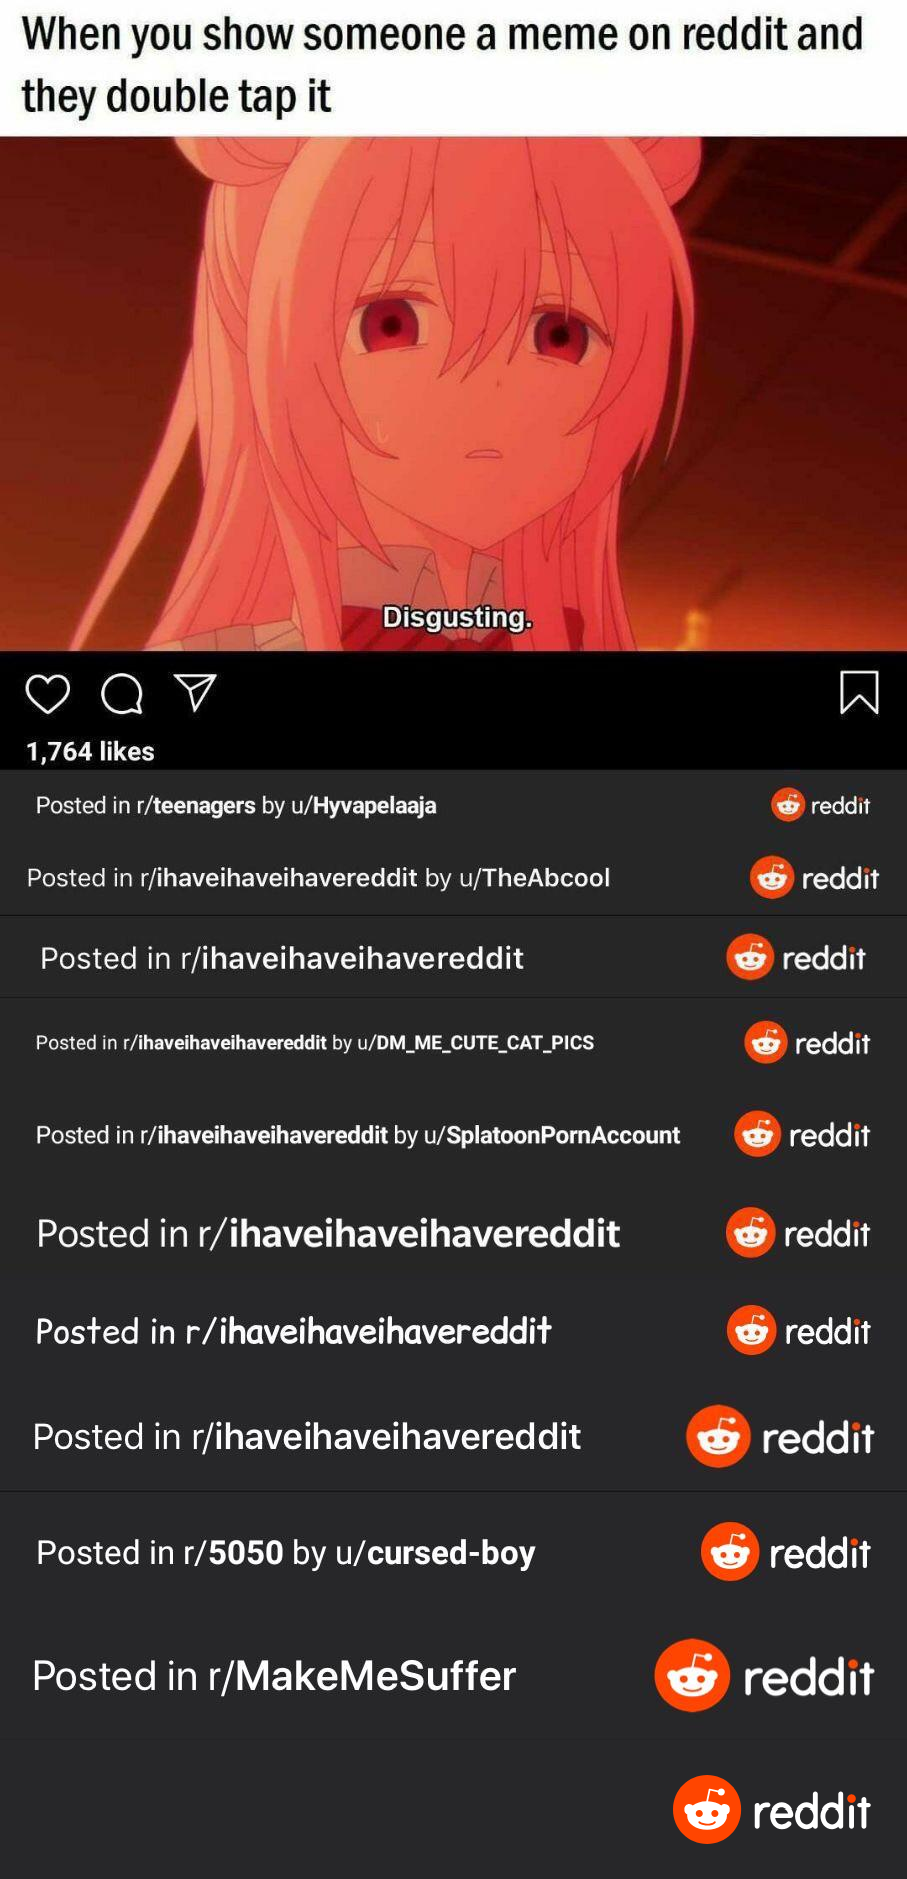 When you show someone a meme on reddit and
they double tap it
Disgusting.
1,764 likes
Posted in r/teenagers by u/Hyvapelaaja reddit
Posted in r/ihaveihaveihavereddit by u/TheAbcool reddit
Posted in r/ihaveihaveihavereddit reddit
Posted in r/ihaveihaveihavereddit by u/DM_ME_CUTE_CAT_PICS reddit
Posted in r/ihaveihaveihavereddit by u/SplatoonPornAccount reddit
Posted in r/ihaveihaveihavereddit reddit
Posted in r/ihaveihaveihavereddit reddit
Posted in r/ihaveihaveihavereddit reddit
Posted in r/5050 by u/cursed-boy reddit
Posted in r/MakeMeSuffer reddit
reddit